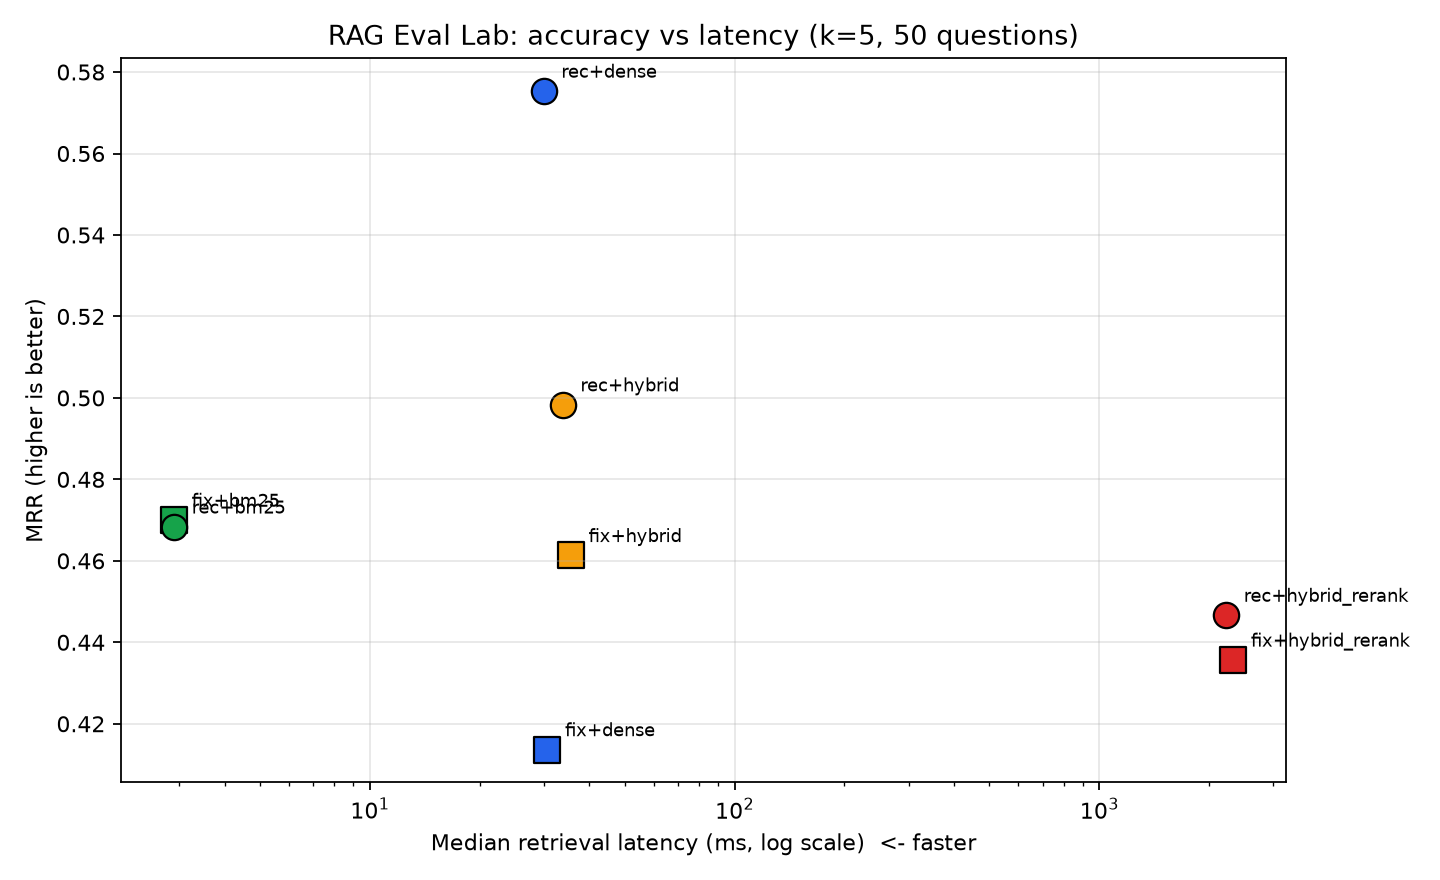 RAG Eval Lab: accuracy vs latency (k=5, 50 questions)
0.58
rec+dense
0.56
0.54
0.52
0.50
rec+hybrid
0.48
fix+bm25
rec+bm25
fix+hybrid
0.46
rec+hybrid_rerank
fix+hybrid_rerank
0.44
fix+dense
0.42
MRR (higher is better)
10¹
10²
10³
Median retrieval latency (ms, log scale) <- faster